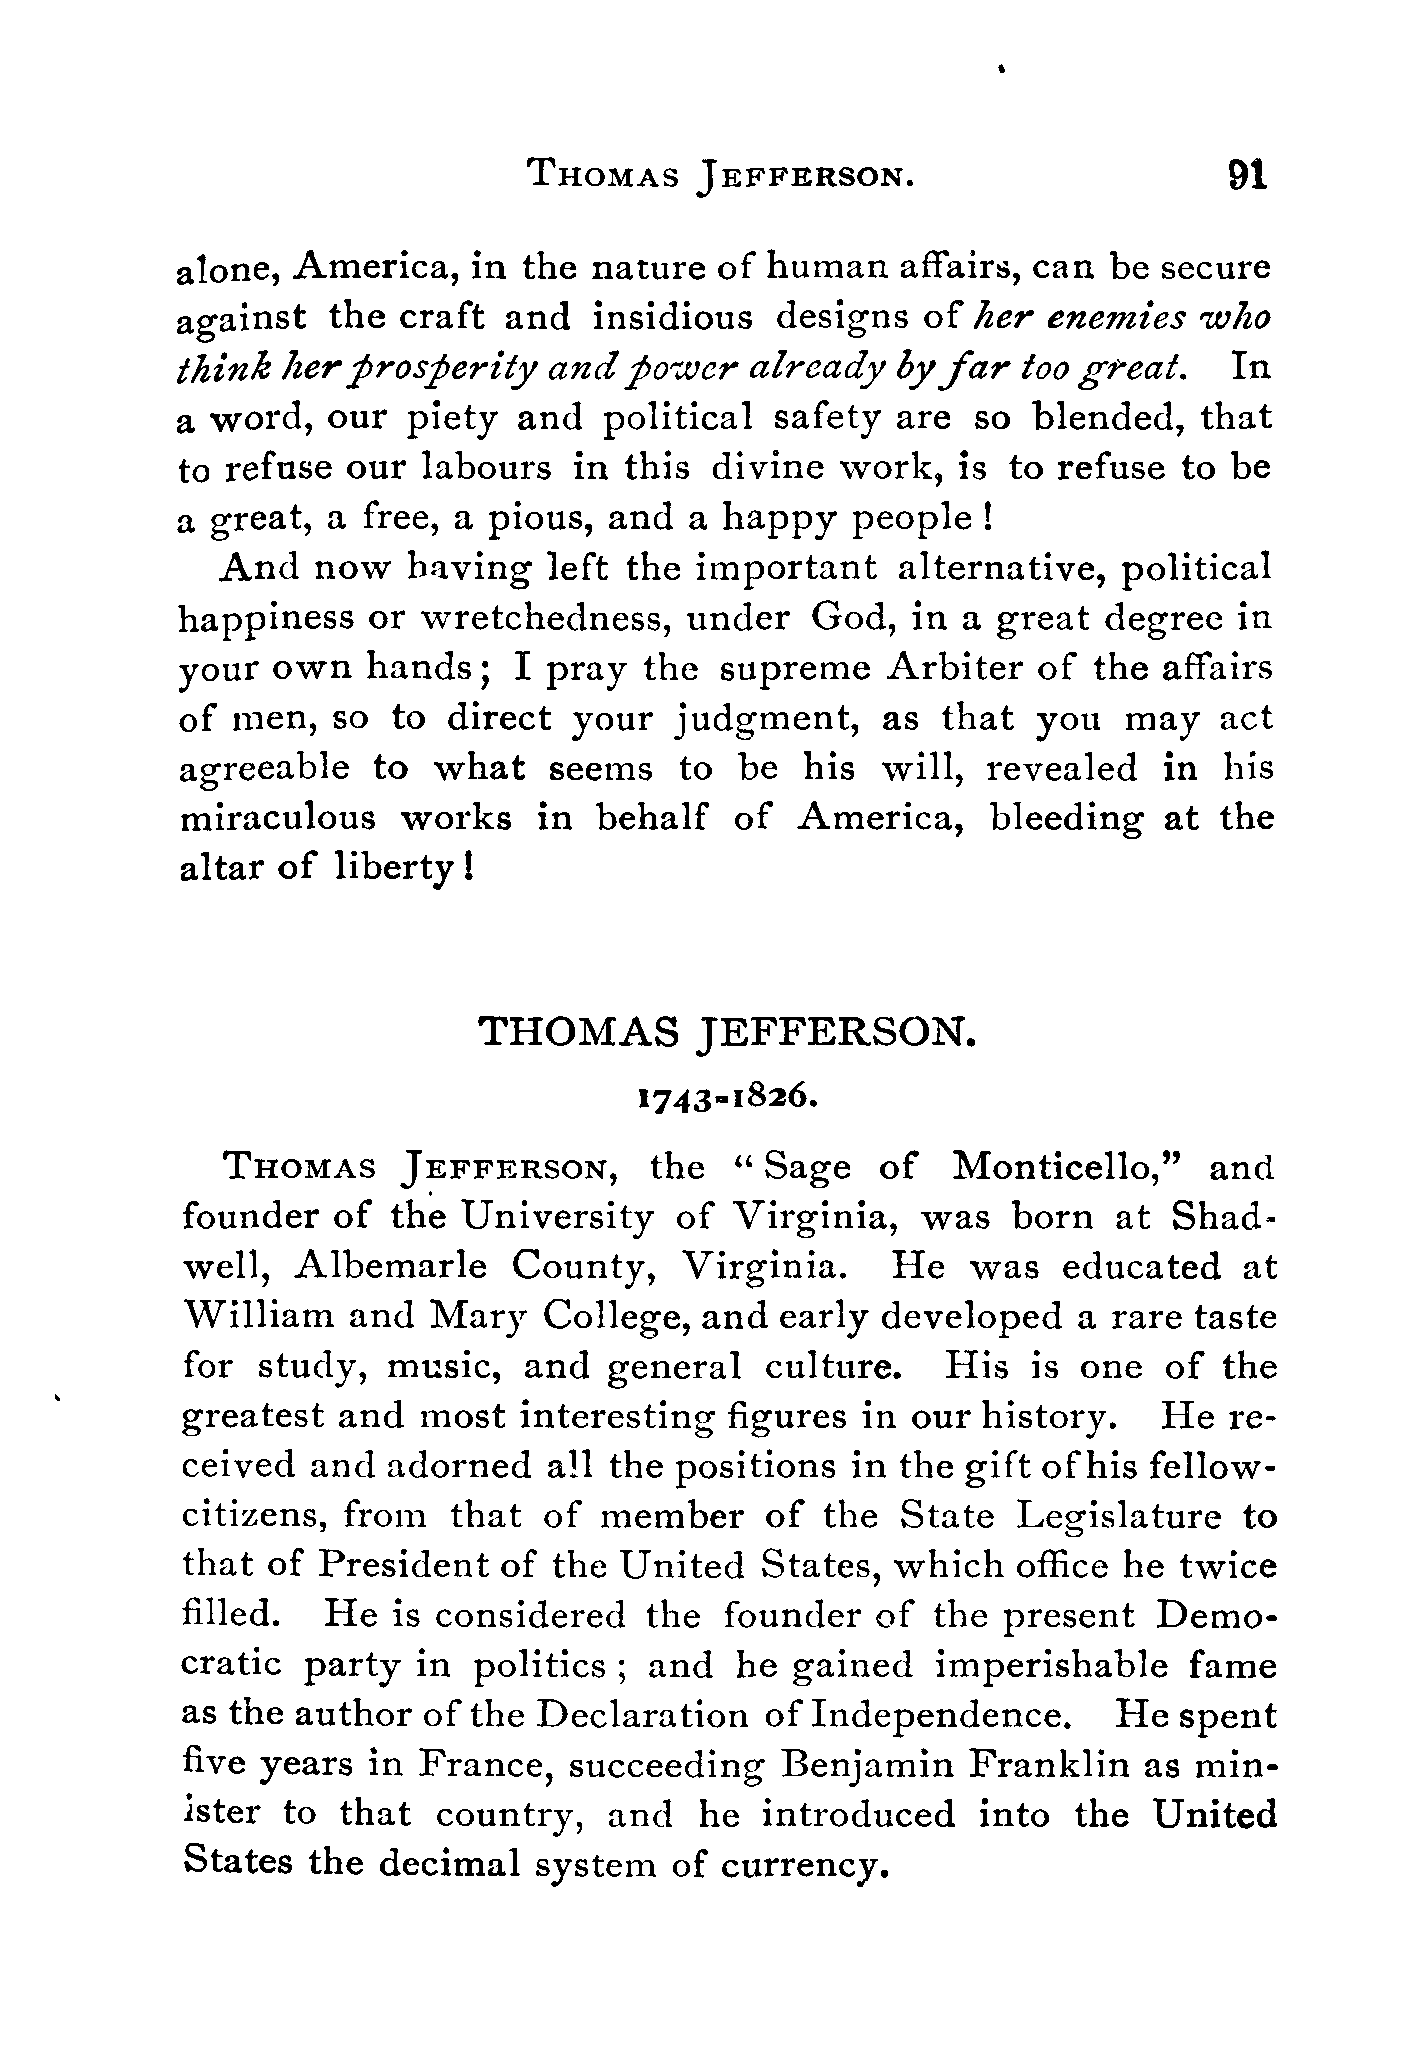 THOMAS JEFFERSON. 91
alone, America, in the nature of human affairs, can be secure
against the craft and insidious designs of her enemies who
think her prosperity and power already by far too great. In
a word, our piety and political safety are so blended, that
to refuse our labours in this divine work, is to refuse to be
a great, a free, a pious, and a happy people !
And now having left the important alternative, political
happiness or wretchedness, under God, in a great degree in
your own hands ; I pray the supreme Arbiter of the affairs
of men, so to direct your judgment, as that you may act
agreeable to what seems to be his will, revealed in his
miraculous works in behalf of America, bleeding at the
altar of liberty !
THOMAS JEFFERSON.
1743-1826.
THOMAS JEFFERSON, the “ Sage of Monticello,” and
founder of the University of Virginia, was born at Shad-
well, Albemarle County, Virginia. He was educated at
William and Mary College, and early developed a rare taste
for study, music, and general culture. His is one of the
greatest and most interesting figures in our history. He re-
ceived and adorned all the positions in the gift of his fellow-
citizens, from that of member of the State Legislature to
that of President of the United States, which office he twice
filled. He is considered the founder of the present Demo-
cratic party in politics ; and he gained imperishable fame
as the author of the Declaration of Independence. He spent
five years in France, succeeding Benjamin Franklin as min-
ister to that country, and he introduced into the United
States the decimal system of currency.